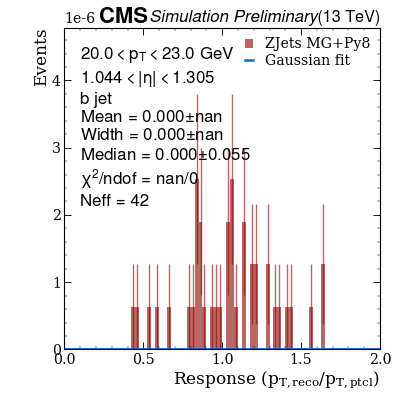 1e-6 CMS Simulation Preliminary (13 TeV)
Events
20.0 < p_T < 23.0 GeV
1.044 < |η| < 1.305
b jet
Mean = 0.000±nan
Width = 0.000±nan
Median = 0.000±0.055
χ²/ndof = nan/0
Neff = 42
ZJets MG+Py8
Gaussian fit
4
3
2
1
0
0.0 0.5 1.0 1.5 2.0
Response (p_T,reco/p_T,ptcl)